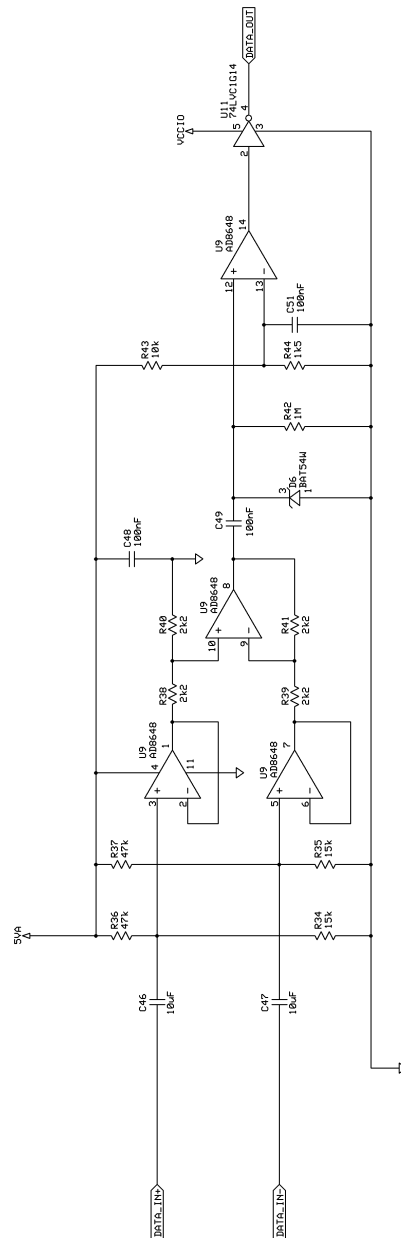 5VA
VCCIO
DATA_IN+
C46
10uF
R36
47k
R37
47k
3
+
2
-
4
11
1
U9
AD8648
R38
2k2
R40
2k2
C48
100nF
DATA_IN-
C47
10uF
R34
15k
R35
15k
5
+
6
-
7
U9
AD8648
R39
2k2
R41
2k2
10
+
9
-
8
U9
AD8648
C49
100nF
3
D6
1
BAT54W
R42
1M
R43
10k
R44
1k5
C51
100nF
12
+
13
-
14
U9
AD8648
2
5
3
4
U11
74LVC1G14
DATA_OUT